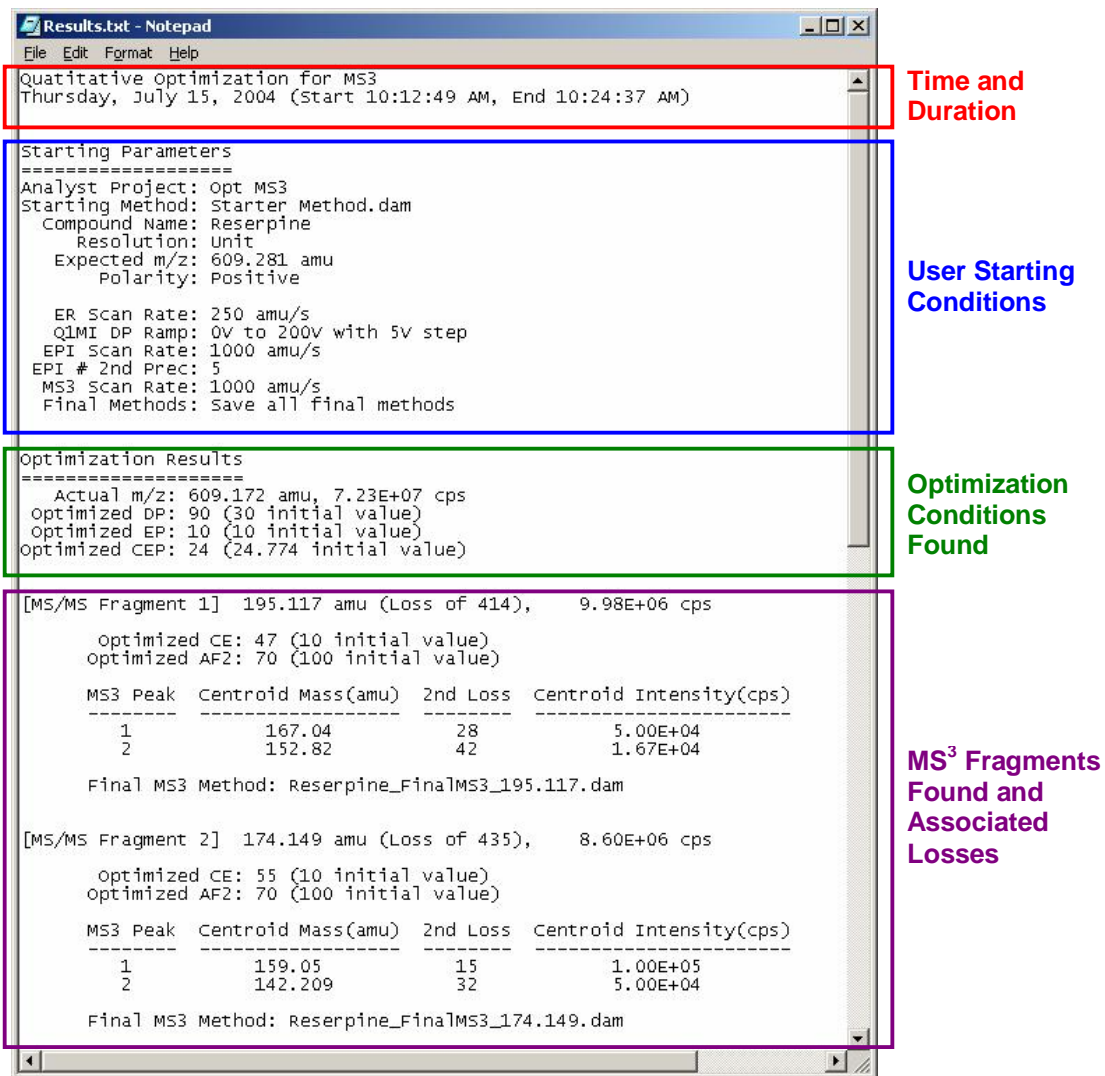 Results.txt - Notepad
File Edit Format Help
Quatitative Optimization for MS3
Thursday, July 15, 2004 (Start 10:12:49 AM, End 10:24:37 AM)
Time and
Duration
Starting Parameters
===================
Analyst Project: Opt MS3
Starting Method: Starter Method.dam
Compound Name: Reserpine
Resolution: Unit
Expected m/z: 609.281 amu
Polarity: Positive
ER Scan Rate: 250 amu/s
Q1MI DP Ramp: 0V to 200V with 5V step
EPI Scan Rate: 1000 amu/s
EPI # 2nd Prec: 5
MS3 Scan Rate: 1000 amu/s
Final Methods: Save all final methods
User Starting
Conditions
Optimization Results
====================
Actual m/z: 609.172 amu, 7.23E+07 cps
Optimized DP: 90 (30 initial value)
Optimized EP: 10 (10 initial value)
Optimized CEP: 24 (24.774 initial value)
Optimization
Conditions
Found
[MS/MS Fragment 1] 195.117 amu (Loss of 414), 9.98E+06 cps
Optimized CE: 47 (10 initial value)
Optimized AF2: 70 (100 initial value)
MS3 Peak Centroid Mass(amu) 2nd Loss Centroid Intensity(cps)
-------- ------------------ -------- -----------------------
1 167.04 28 5.00E+04
2 152.82 42 1.67E+04
Final MS3 Method: Reserpine_FinalMS3_195.117.dam
[MS/MS Fragment 2] 174.149 amu (Loss of 435), 8.60E+06 cps
Optimized CE: 55 (10 initial value)
Optimized AF2: 70 (100 initial value)
MS3 Peak Centroid Mass(amu) 2nd Loss Centroid Intensity(cps)
-------- ------------------ -------- -----------------------
1 159.05 15 1.00E+05
2 142.209 32 5.00E+04
Final MS3 Method: Reserpine_FinalMS3_174.149.dam
MS³ Fragments
Found and
Associated
Losses